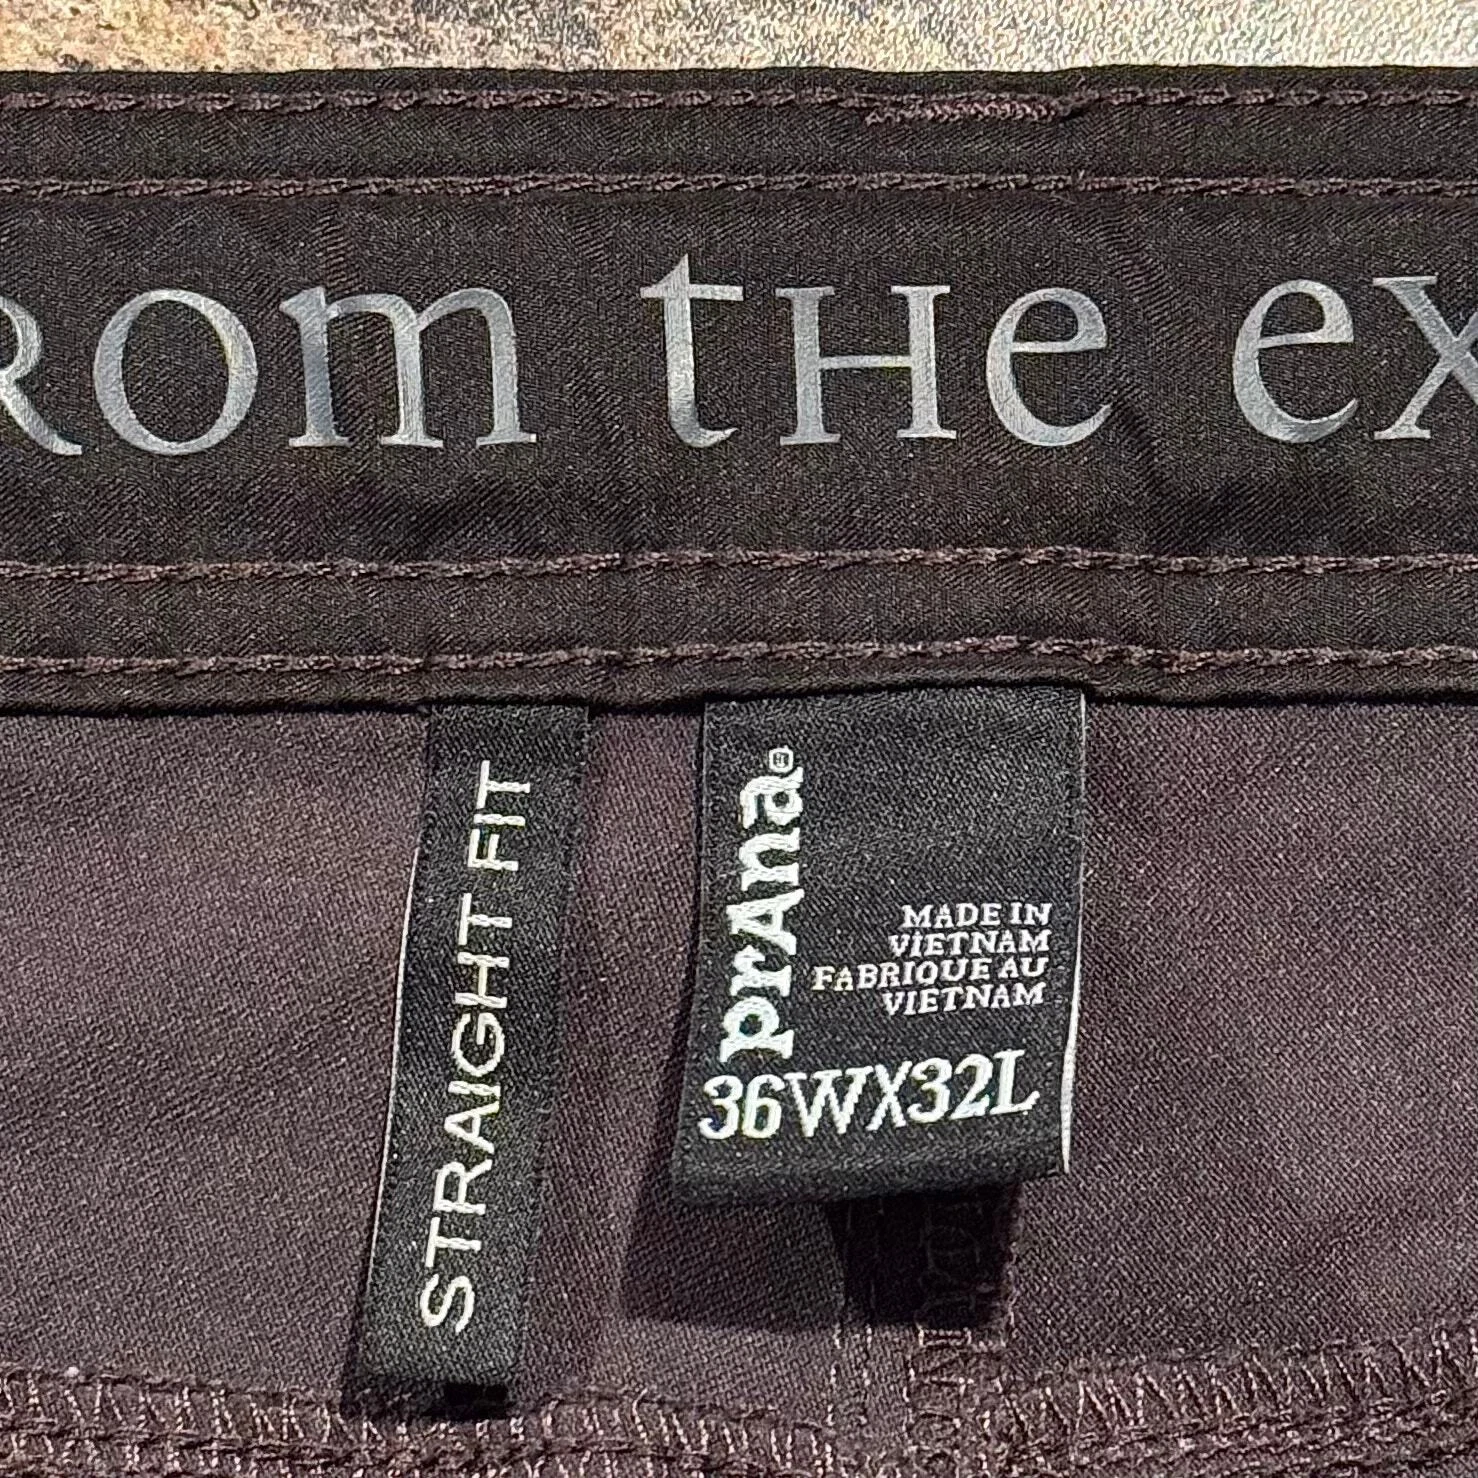 Rom tHe ex
STRAIGHT FIT
prAna®
MADE IN
VIETNAM
FABRIQUE AU
VIETNAM
36WX32L